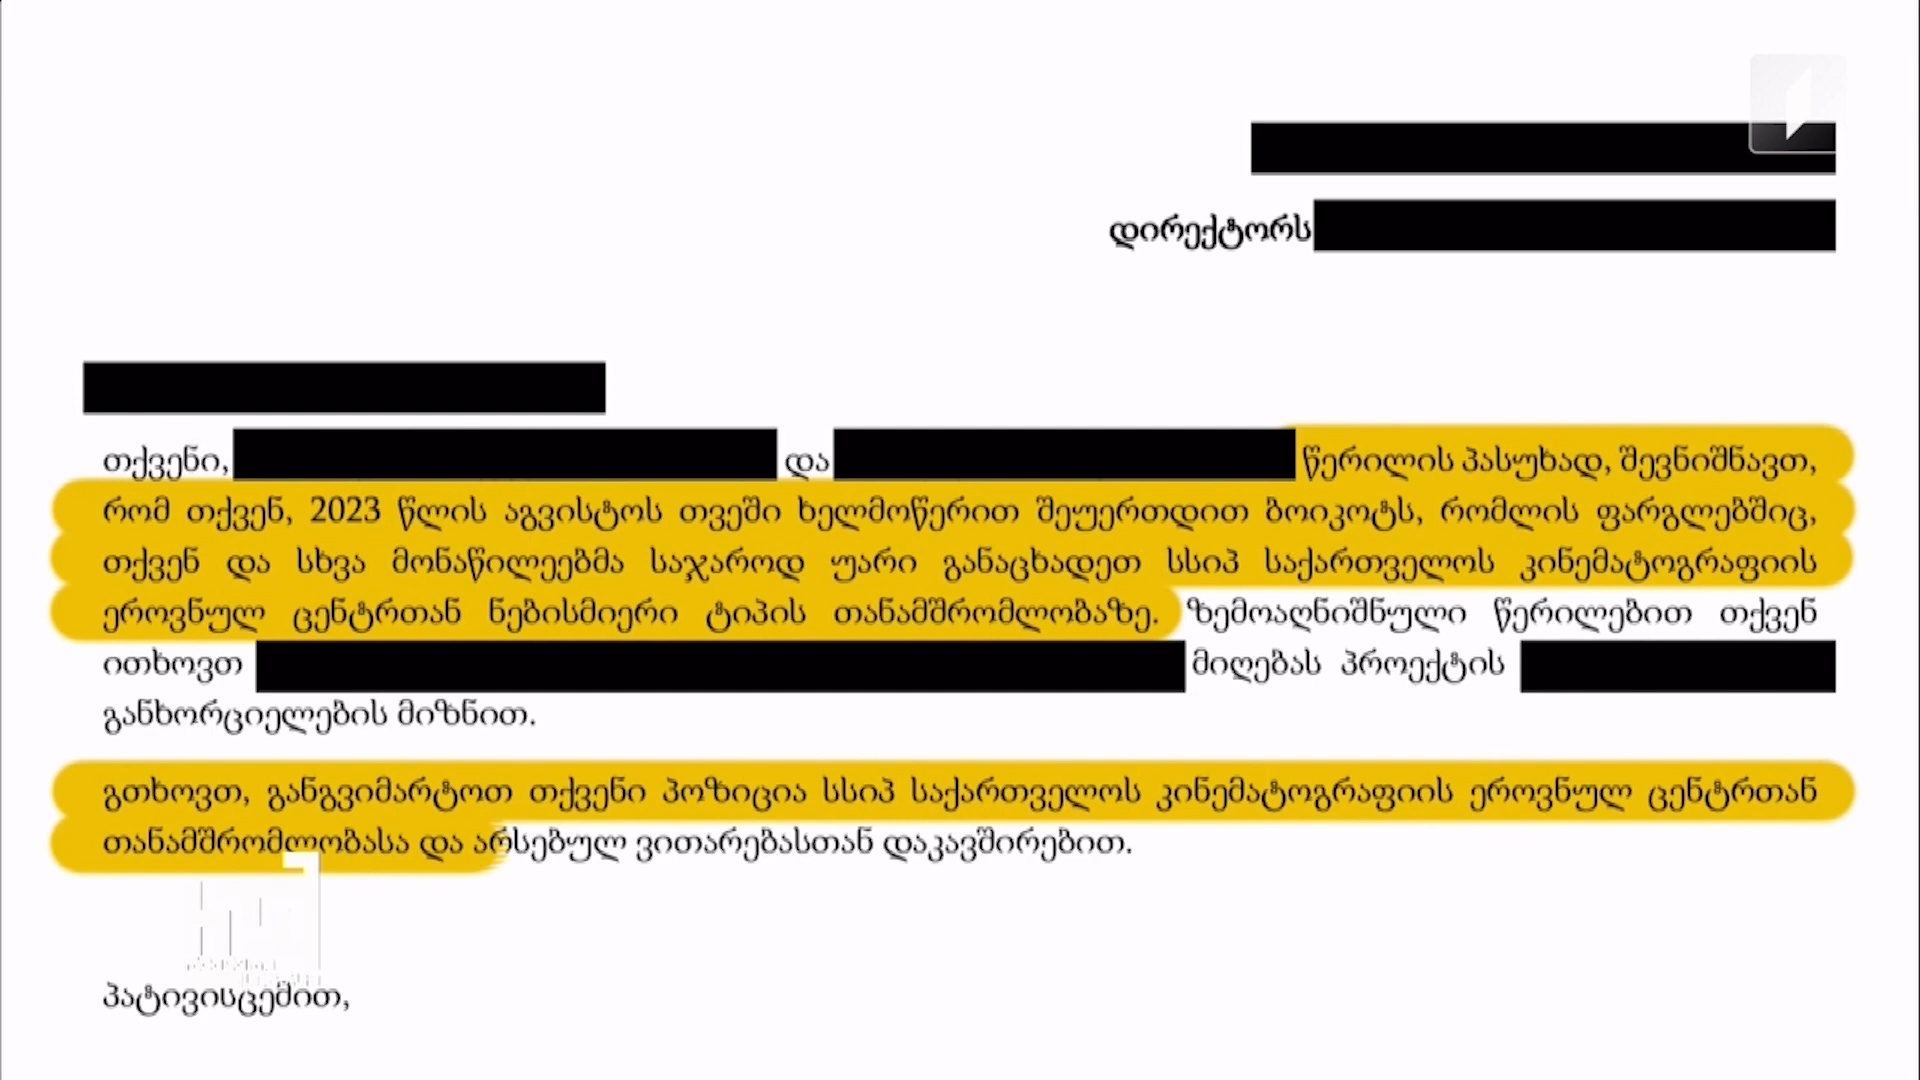 დირექტორს
თქვენი, და წერილის პასუხად, შევნიშნავთ,
რომ თქვენ, 2023 წლის აგვისტოს თვეში ხელმოწერით შეუერთდით ბოიკოტს, რომლის ფარგლებშიც,
თქვენ და სხვა მონაწილეებმა საჯაროდ უარი განაცხადეთ სსიპ საქართველოს კინემატოგრაფიის
ეროვნულ ცენტრთან ნებისმიერი ტიპის თანამშრომლობაზე. ზემოაღნიშნული წერილებით თქვენ
ითხოვთ მიღებას პროექტის
განხორციელების მიზნით.
გთხოვთ, განგვიმარტოთ თქვენი პოზიცია სსიპ საქართველოს კინემატოგრაფიის ეროვნულ ცენტრთან
თანამშრომლობასა და არსებულ ვითარებასთან დაკავშირებით.
პატივისცემით,